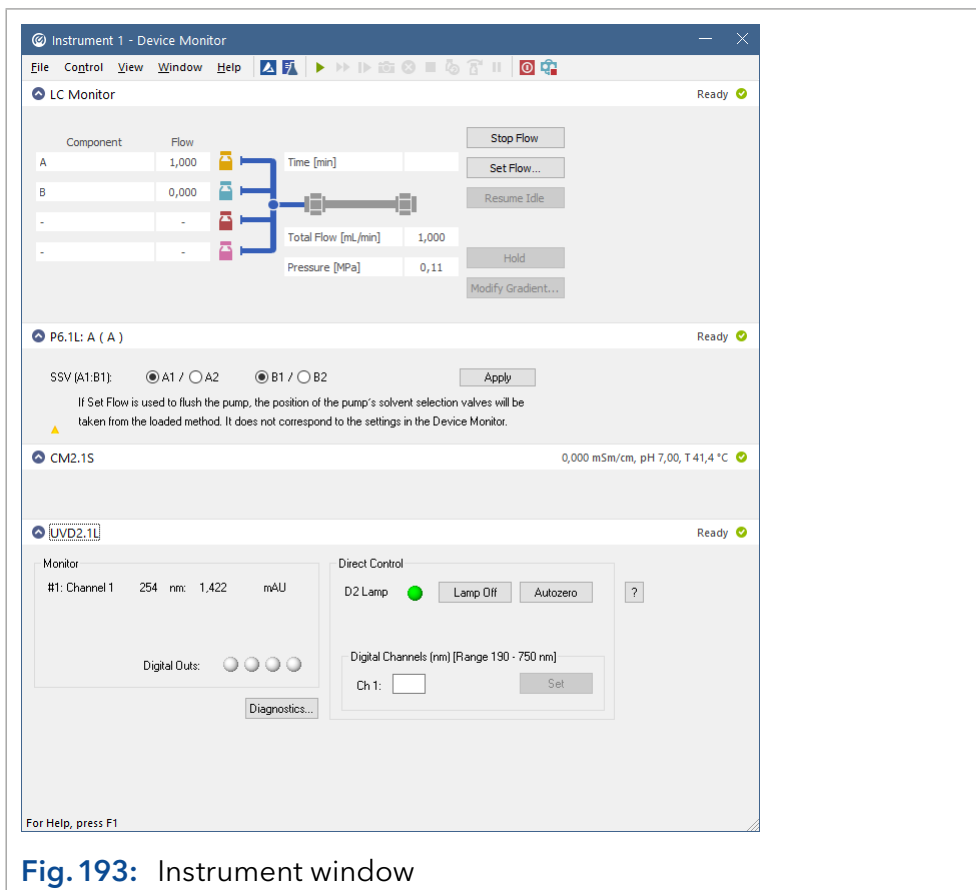 Instrument 1 - Device Monitor
File Control View Window Help
LC Monitor Ready
Component Flow
Stop Flow
A 1,000 Time [min]
Set Flow...
B 0,000
Resume Idle
- -
Total Flow [mL/min] 1,000
- -
Hold
Pressure [MPa] 0,11
Modify Gradient...
P6.1L: A ( A ) Ready
SSV (A1:B1): A1 / A2 B1 / B2 Apply
If Set Flow is used to flush the pump, the position of the pump's solvent selection valves will be
taken from the loaded method. It does not correspond to the settings in the Device Monitor.
CM2.1S 0,000 mSm/cm, pH 7,00, T 41,4 °C
UVD2.1L Ready
Monitor Direct Control
#1: Channel 1 254 nm: 1,422 mAU D2 Lamp Lamp Off Autozero ?
Digital Outs: Digital Channels (nm) [Range 190 - 750 nm]
Ch 1: Set
Diagnostics...
For Help, press F1
Fig. 193: Instrument window